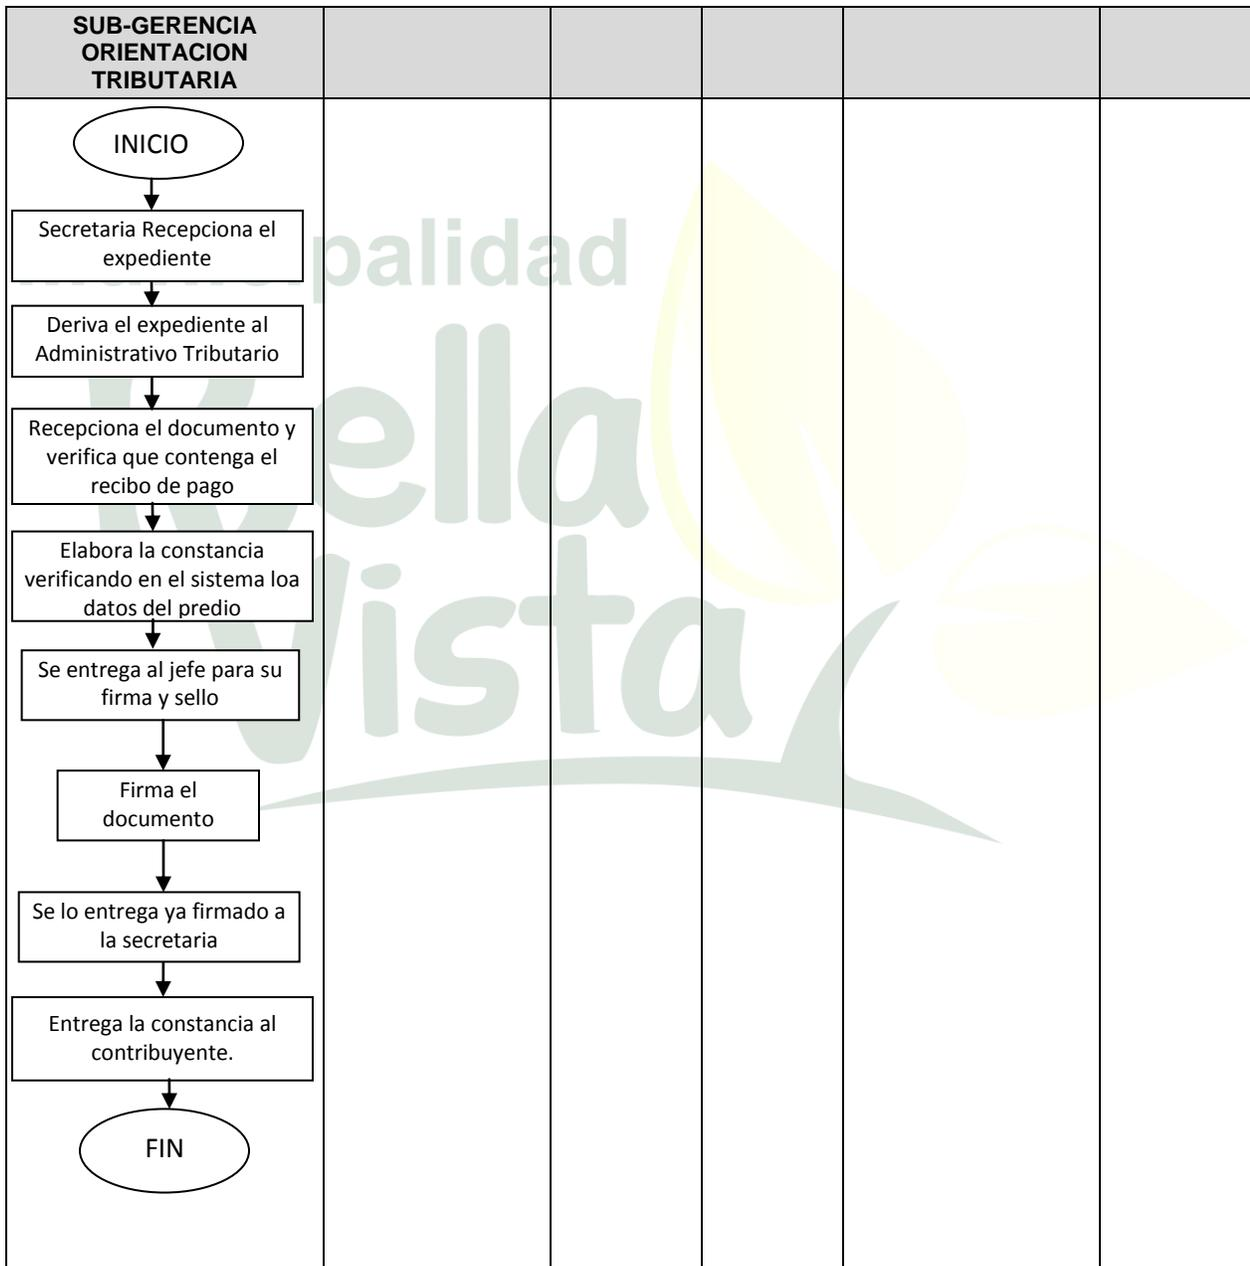 SUB-GERENCIA
ORIENTACION
TRIBUTARIA
INICIO
Secretaria Recepciona el
expediente
Deriva el expediente al
Administrativo Tributario
Recepciona el documento y
verifica que contenga el
recibo de pago
Elabora la constancia
verificando en el sistema loa
datos del predio
Se entrega al jefe para su
firma y sello
Firma el
documento
Se lo entrega ya firmado a
la secretaria
Entrega la constancia al
contribuyente.
FIN
palidad
Bella
Vista